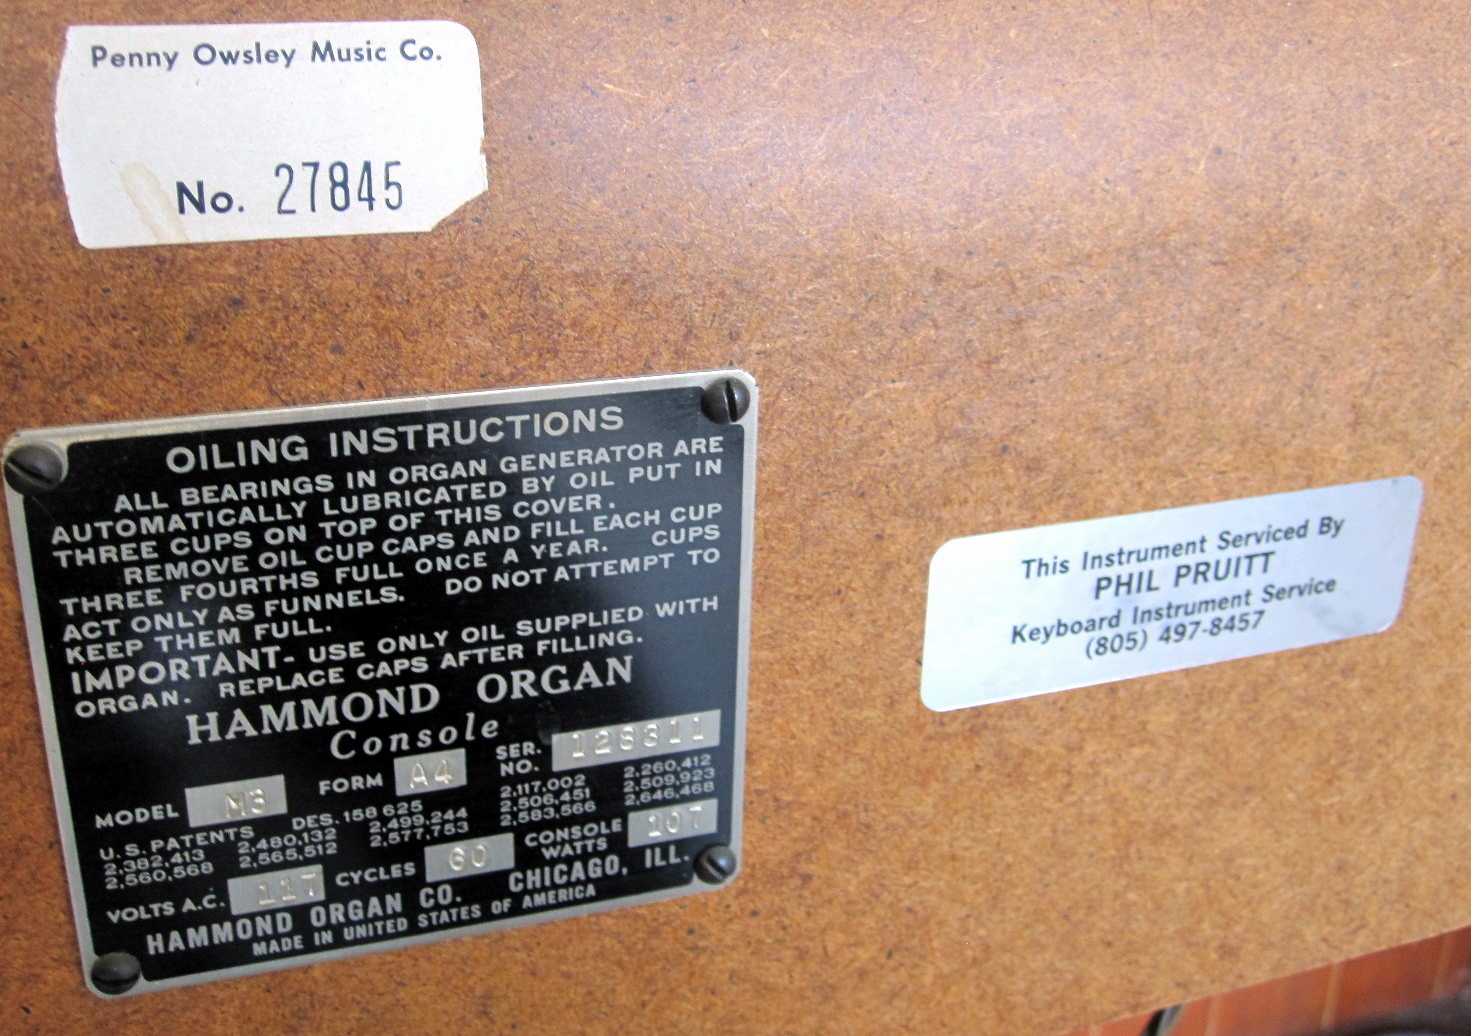 Penny Owsley Music Co.
No. 27845
OILING INSTRUCTIONS
ALL BEARINGS IN ORGAN GENERATOR ARE
AUTOMATICALLY LUBRICATED BY OIL PUT IN
THREE CUPS ON TOP OF THIS COVER.
REMOVE OIL CUP CAPS AND FILL EACH CUP
THREE FOURTHS FULL ONCE A YEAR. CUPS
ACT ONLY AS FUNNELS. DO NOT ATTEMPT TO
KEEP THEM FULL.
IMPORTANT- USE ONLY OIL SUPPLIED WITH
ORGAN. REPLACE CAPS AFTER FILLING.
HAMMOND ORGAN
Console
MODEL M3 FORM A4 SER. NO. 128311
U.S. PATENTS DES. 158 625 2,117,002 2,260,412
2,382,413 2,480,132 2,499,244 2,506,451 2,509,923
2,560,568 2,565,512 2,577,753 2,583,566 2,646,468
VOLTS A.C. 117 CYCLES 60 CONSOLE WATTS 107
HAMMOND ORGAN CO. CHICAGO, ILL.
MADE IN UNITED STATES OF AMERICA
This Instrument Serviced By
PHIL PRUITT
Keyboard Instrument Service
(805) 497-8457